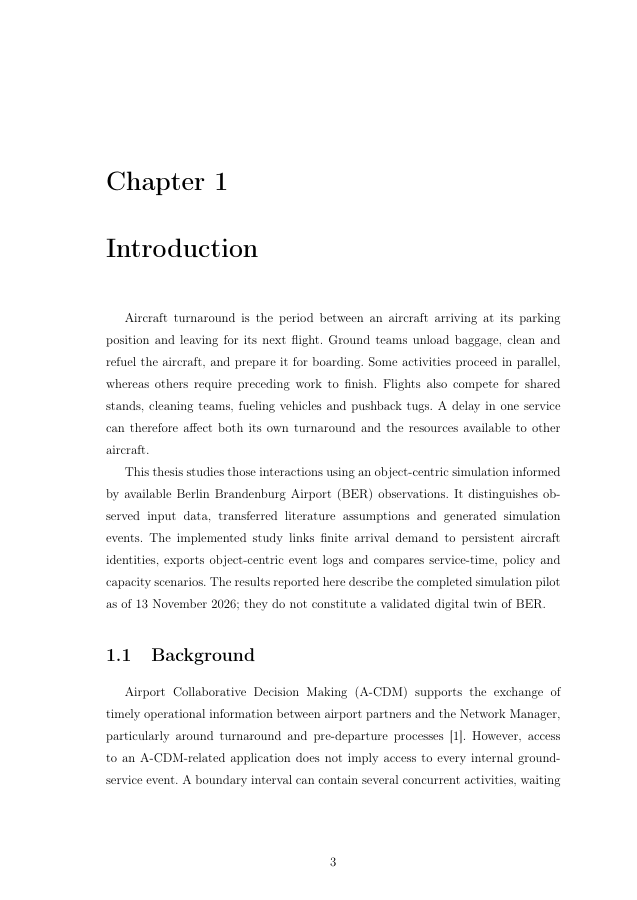 Chapter 1
Introduction
Aircraft turnaround is the period between an aircraft arriving at its parking
position and leaving for its next flight. Ground teams unload baggage, clean and
refuel the aircraft, and prepare it for boarding. Some activities proceed in parallel,
whereas others require preceding work to finish. Flights also compete for shared
stands, cleaning teams, fueling vehicles and pushback tugs. A delay in one service
can therefore affect both its own turnaround and the resources available to other
aircraft.
This thesis studies those interactions using an object-centric simulation informed
by available Berlin Brandenburg Airport (BER) observations. It distinguishes ob-
served input data, transferred literature assumptions and generated simulation
events. The implemented study links finite arrival demand to persistent aircraft
identities, exports object-centric event logs and compares service-time, policy and
capacity scenarios. The results reported here describe the completed simulation pilot
as of 13 November 2026; they do not constitute a validated digital twin of BER.
1.1 Background
Airport Collaborative Decision Making (A-CDM) supports the exchange of
timely operational information between airport partners and the Network Manager,
particularly around turnaround and pre-departure processes [1]. However, access
to an A-CDM-related application does not imply access to every internal ground-
service event. A boundary interval can contain several concurrent activities, waiting
3